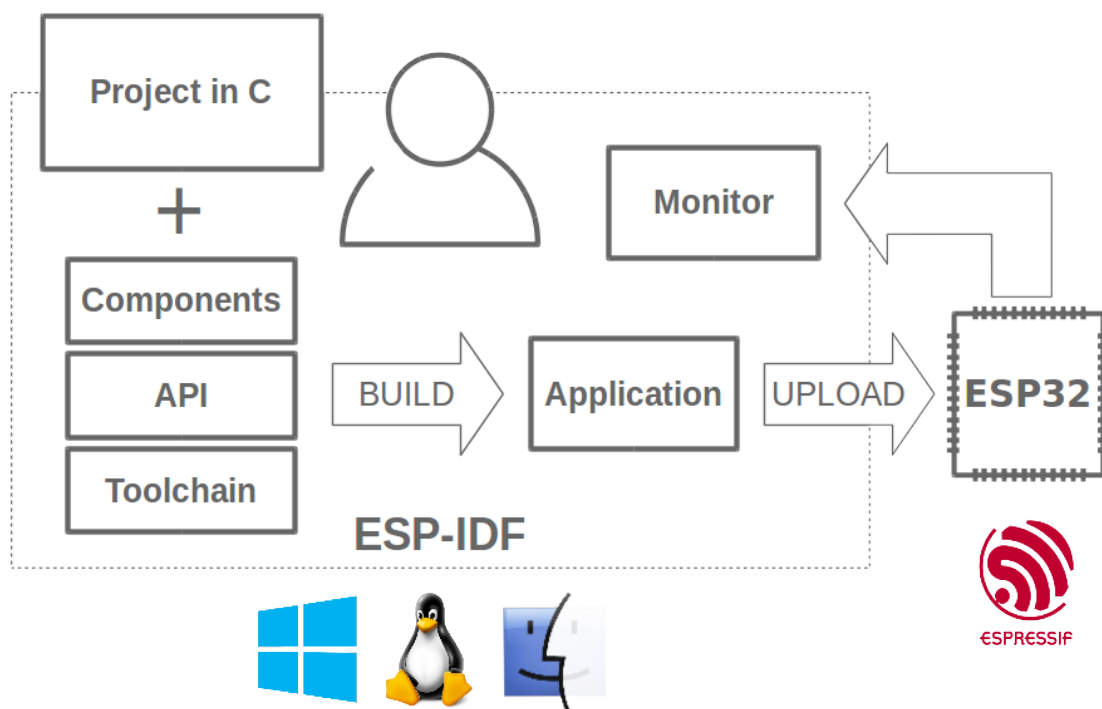 Project in C
+
Components
API
Toolchain
BUILD
Application
UPLOAD
Monitor
ESP32
ESP-IDF
ESPRESSIF